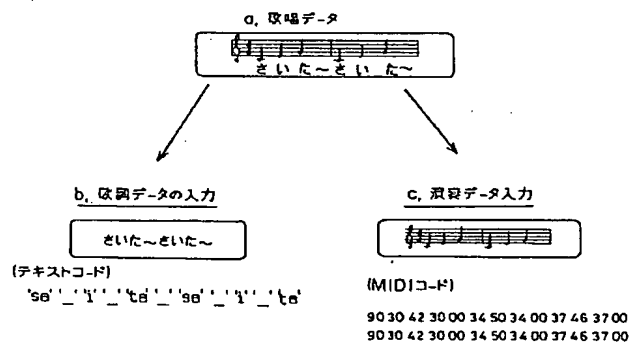 a, 歌唱データ
さいた〜さいた〜
b, 歌詞データの入力
さいた〜さいた〜
(テキストコード)
'sa' '_' 'i' '_' 'ta' '_' 'sa' '_' 'i' '_' 'ta'
c, 演奏データ入力
(MIDIコード)
90 30 42 30 00 34 50 34 00 37 46 37 00
90 30 42 30 00 34 50 34 00 37 46 37 00